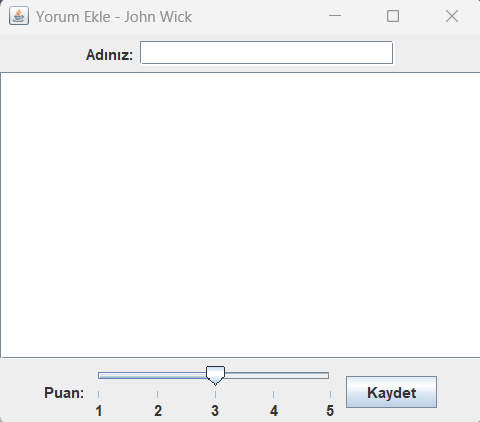 Yorum Ekle - John Wick
Adınız:
Puan:
1 2 3 4 5
Kaydet